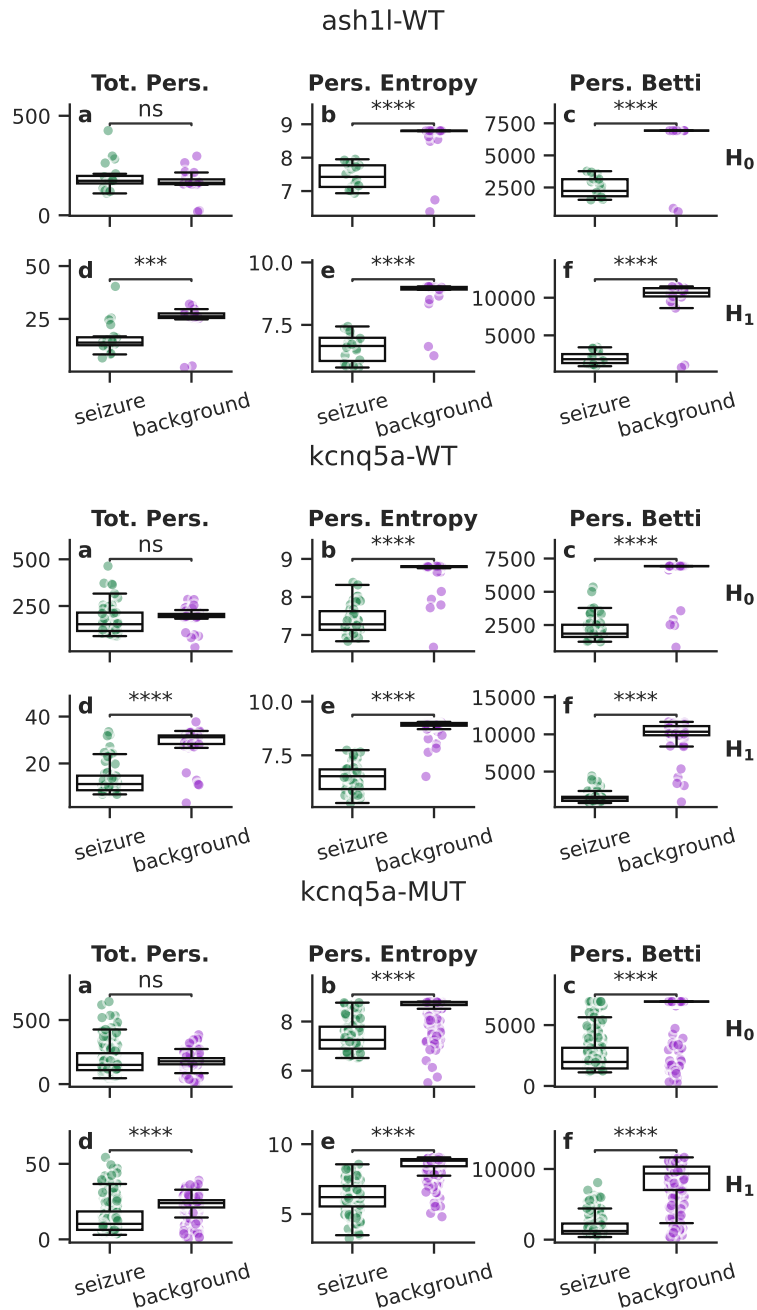 ash1l-WT
Tot. Pers. Pers. Entropy Pers. Betti
a ns b **** c ****
500 9 7500
8 5000
7 2500
0
H0
d *** e **** f ****
50 10.0 10000
25 7.5 5000
H1
seizure background seizure background seizure background
kcnq5a-WT
Tot. Pers. Pers. Entropy Pers. Betti
a ns b **** c ****
500 9 7500
250 8 5000
7 2500
H0
d **** e **** f ****
40 10.0 15000
20 7.5 10000
5000
H1
seizure background seizure background seizure background
kcnq5a-MUT
Tot. Pers. Pers. Entropy Pers. Betti
a ns b **** c ****
500 8 5000
0 6 0
H0
d **** e **** f ****
50 10 10000
0 5 0
H1
seizure background seizure background seizure background